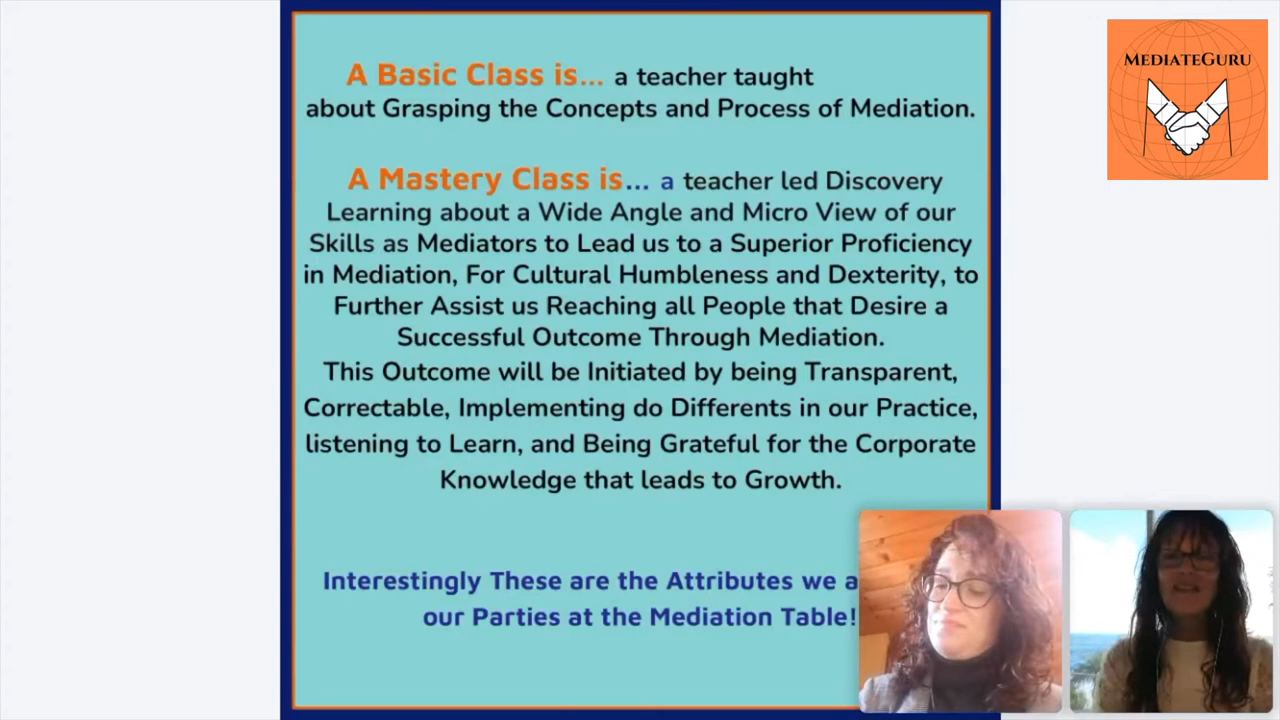 MEDIATEGURU
A Basic Class is... a teacher taught
about Grasping the Concepts and Process of Mediation.
A Mastery Class is... a teacher led Discovery
Learning about a Wide Angle and Micro View of our
Skills as Mediators to Lead us to a Superior Proficiency
in Mediation, For Cultural Humbleness and Dexterity, to
Further Assist us Reaching all People that Desire a
Successful Outcome Through Mediation.
This Outcome will be Initiated by being Transparent,
Correctable, Implementing do Differents in our Practice,
listening to Learn, and Being Grateful for the Corporate
Knowledge that leads to Growth.
Interestingly These are the Attributes we
our Parties at the Mediation Table!